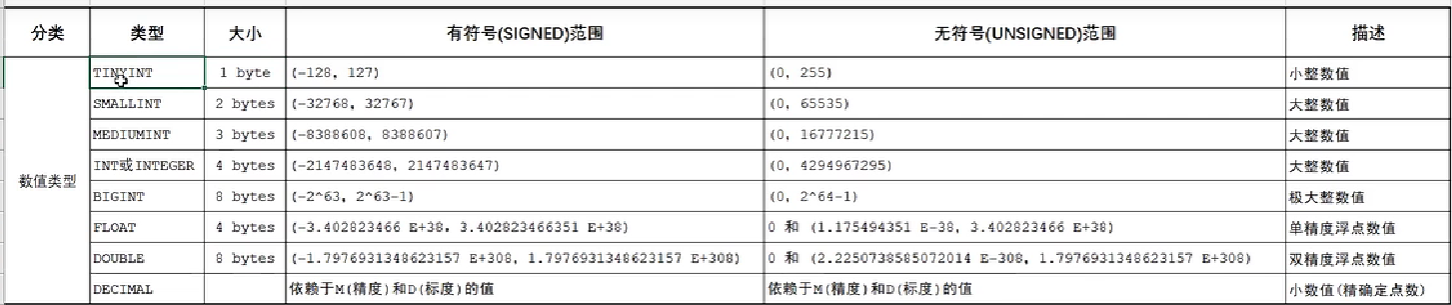 分类 类型 大小 有符号(SIGNED)范围 无符号(UNSIGNED)范围 描述
数值类型
TINYINT 1 byte (-128, 127) (0, 255) 小整数值
SMALLINT 2 bytes (-32768, 32767) (0, 65535) 大整数值
MEDIUMINT 3 bytes (-8388608, 8388607) (0, 16777215) 大整数值
INT或INTEGER 4 bytes (-2147483648, 2147483647) (0, 4294967295) 大整数值
BIGINT 8 bytes (-2^63, 2^63-1) (0, 2^64-1) 极大整数值
FLOAT 4 bytes (-3.402823466 E+38, 3.402823466351 E+38) 0 和 (1.175494351 E-38, 3.402823466 E+38) 单精度浮点数值
DOUBLE 8 bytes (-1.7976931348623157 E+308, 1.7976931348623157 E+308) 0 和 (2.2250738585072014 E-308, 1.7976931348623157 E+308) 双精度浮点数值
DECIMAL 依赖于M(精度)和D(标度)的值 依赖于M(精度)和D(标度)的值 小数值(精确定点数)